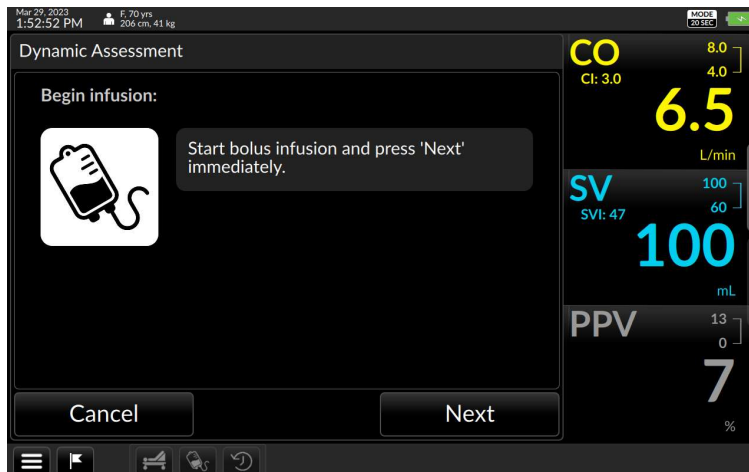 Mar 29, 2023
1:52:52 PM
F, 70 yrs
206 cm, 41 kg
MODE
20 SEC
Dynamic Assessment
Begin infusion:
Start bolus infusion and press 'Next'
immediately.
Cancel
Next
CO
CI: 3.0
8.0
4.0
6.5
L/min
SV
SVI: 47
100
60
100
mL
PPV
13
0
7
%